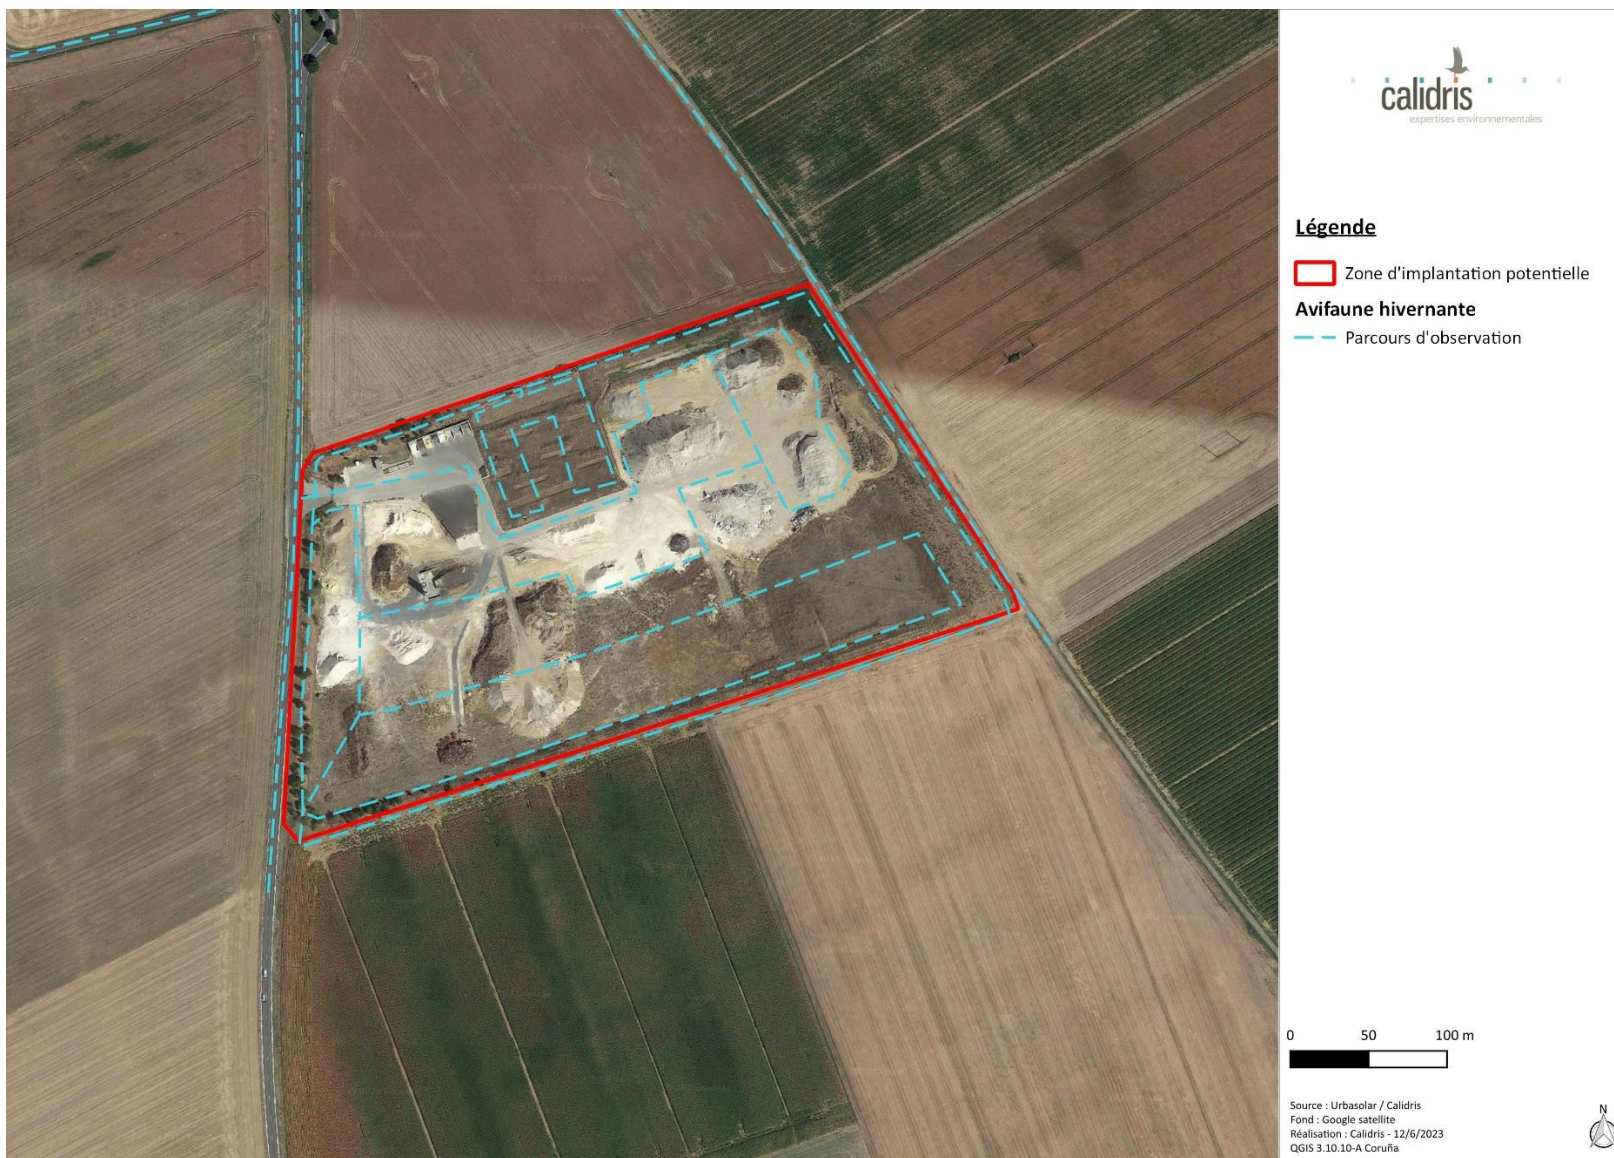 calidris
expertises environnementales
Légende
Zone d'implantation potentielle
Avifaune hivernante
Parcours d'observation
0 50 100 m
Source : Urbasolar / Calidris
Fond : Google satellite
Réalisation : Calidris - 12/6/2023
QGIS 3.10.10-A Coruña
N